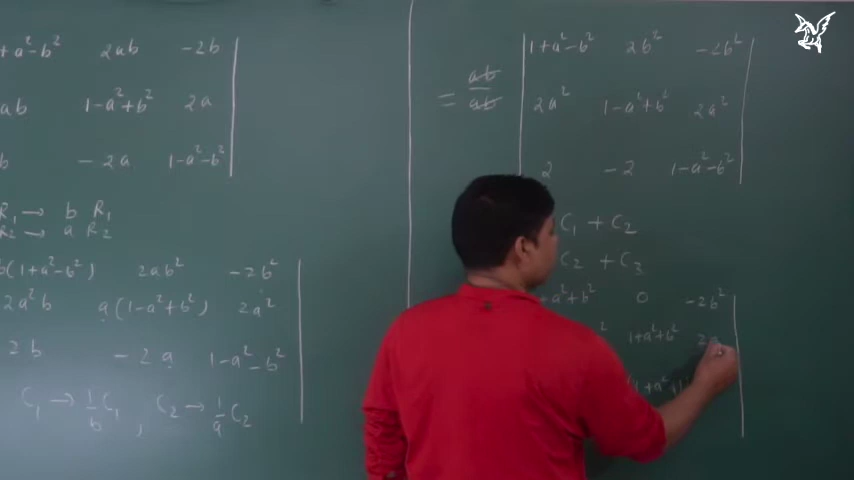 +a²-b² 2ab -2b
ab 1-a²+b² 2a
b -2a 1-a²-b²
R₁ → b R₁
R₂ → a R₂
b(1+a²-b²) 2ab² -2b²
2a²b a(1-a²+b²) 2a²
2b -2a 1-a²-b²
C₁ → 1/b C₁ , C₂ → 1/a C₂
1+a²-b² 2b² -2b²
= ab/ab
2a² 1-a²+b² 2a²
2 -2 1-a²-b²
C₁ + C₂
C₂ + C₃
+a²+b² 0 -2b²
2 1+a²+b² 2